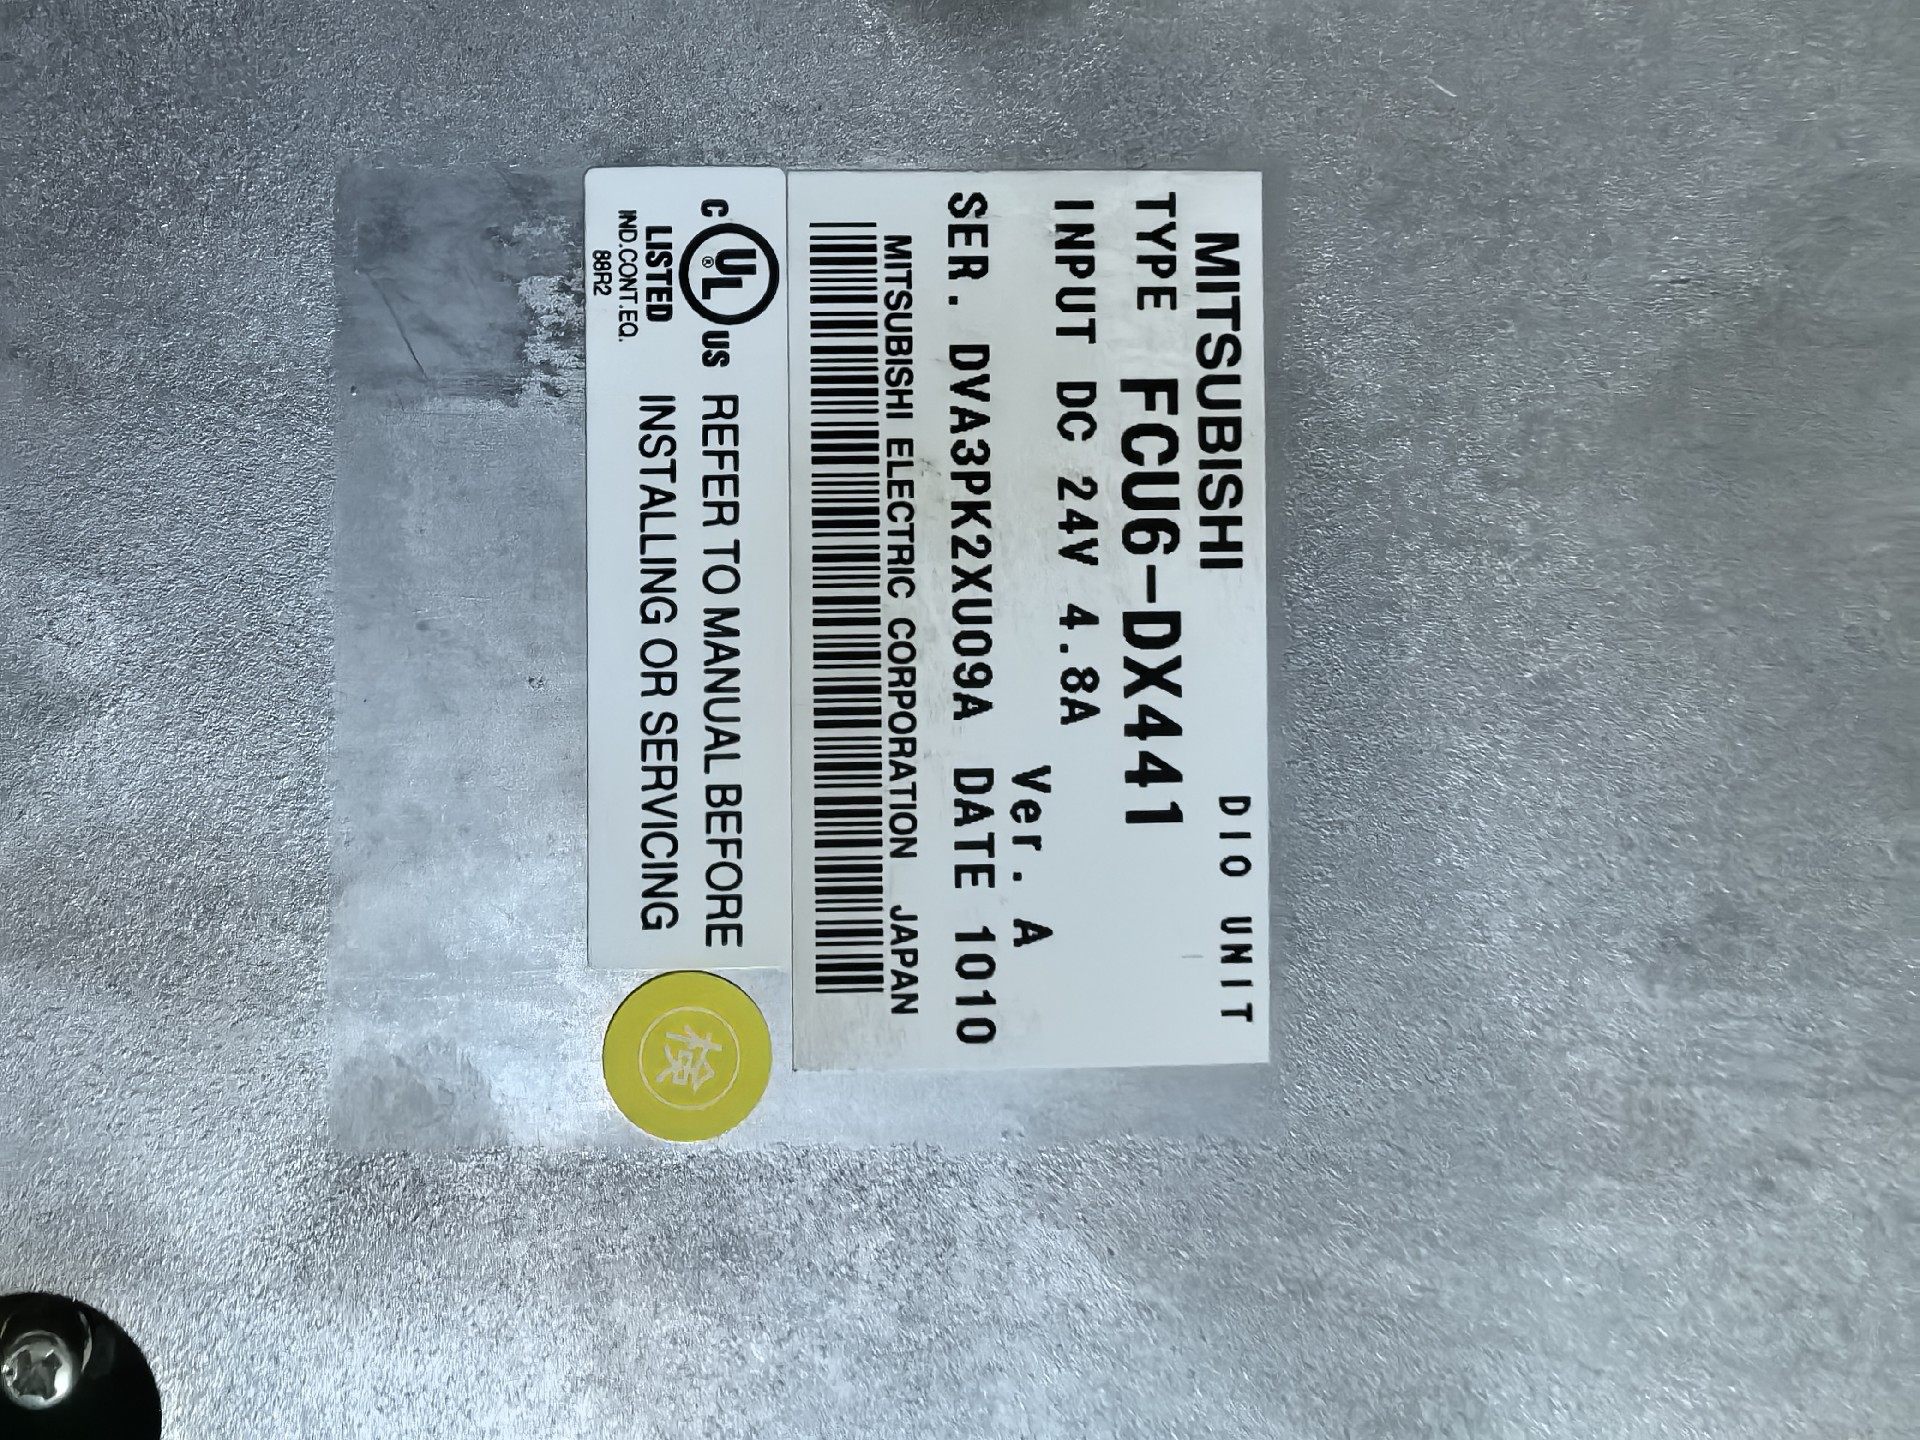 MITSUBISHI DIO UNIT
TYPE FCU6-DX441
INPUT DC 24V 4.8A
Ver. A
SER. DVA3PK2XU09A DATE 1010
MITSUBISHI ELECTRIC CORPORATION JAPAN
C UL ® US
LISTED
IND.CONT.EQ.
88R2
REFER TO MANUAL BEFORE
INSTALLING OR SERVICING
検